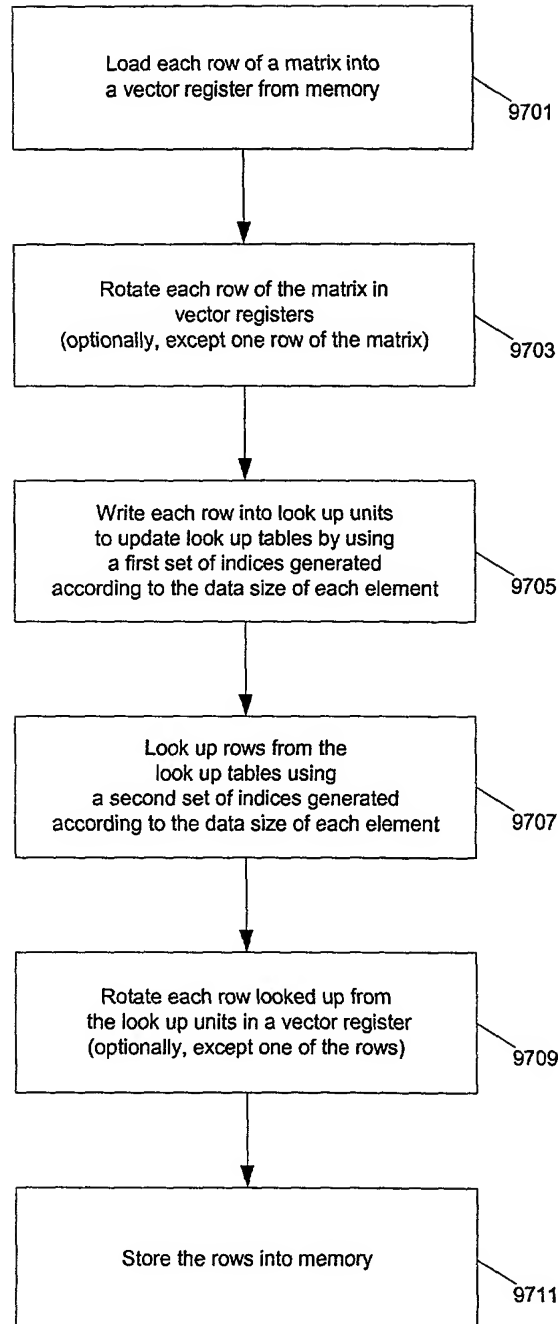 Load each row of a matrix into
a vector register from memory
9701
Rotate each row of the matrix in
vector registers
(optionally, except one row of the matrix)
9703
Write each row into look up units
to update look up tables by using
a first set of indices generated
according to the data size of each element
9705
Look up rows from the
look up tables using
a second set of indices generated
according to the data size of each element
9707
Rotate each row looked up from
the look up units in a vector register
(optionally, except one of the rows)
9709
Store the rows into memory
9711